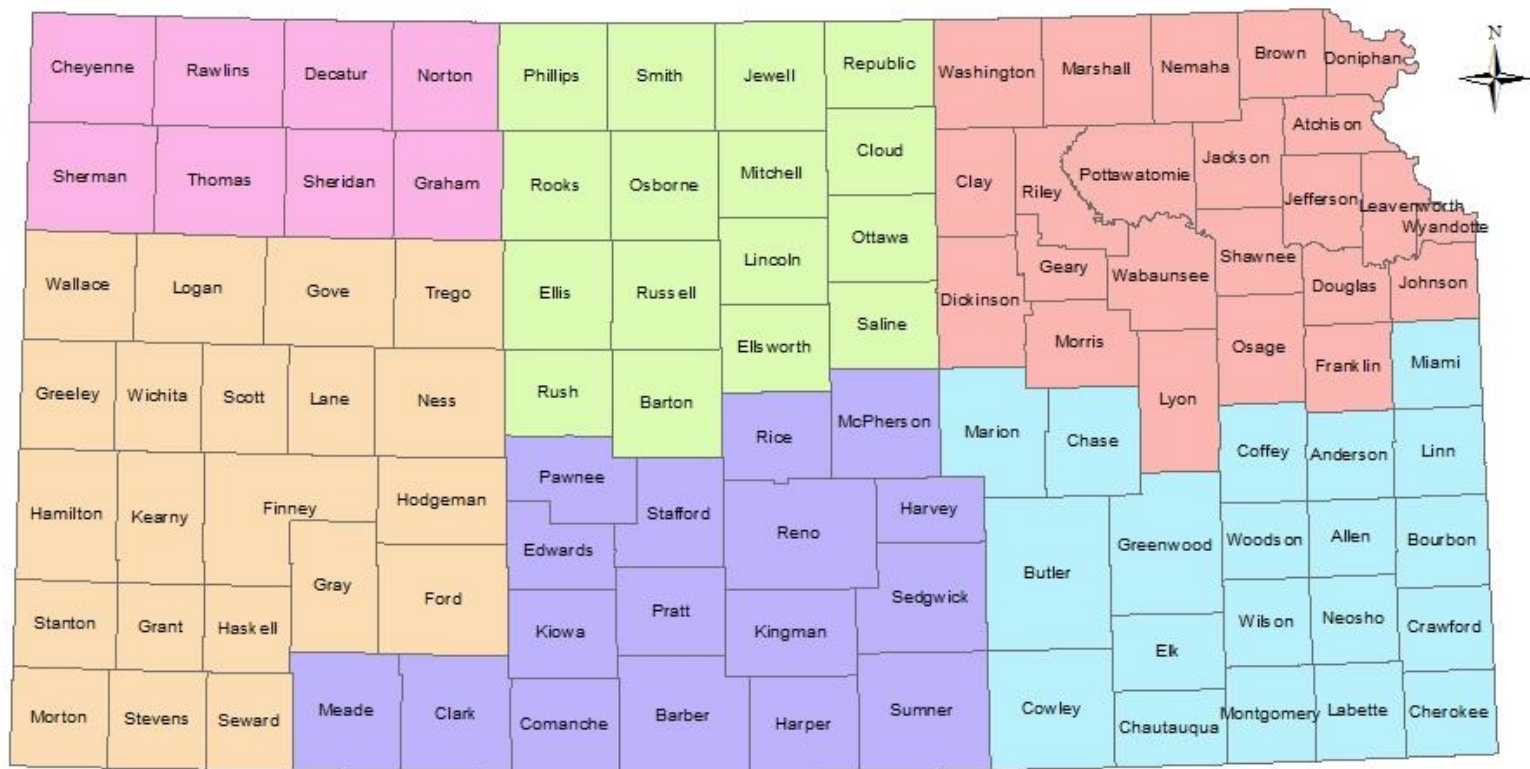 N
Cheyenne
Rawlins
Decatur
Norton
Phillips
Smith
Jewell
Republic
Washington
Marshall
Nemaha
Brown
Doniphan
Sherman
Thomas
Sheridan
Graham
Rooks
Osborne
Mitchell
Cloud
Clay
Riley
Pottawatomie
Jackson
Atchison
Jefferson
Leavenworth
Wyandotte
Wallace
Logan
Gove
Trego
Ellis
Russell
Lincoln
Ottawa
Saline
Dickinson
Geary
Wabaunsee
Shawnee
Douglas
Johnson
Greeley
Wichita
Scott
Lane
Ness
Rush
Barton
Ellsworth
Morris
Osage
Franklin
Miami
Rice
McPherson
Marion
Chase
Lyon
Coffey
Anderson
Linn
Hamilton
Kearny
Finney
Hodgeman
Pawnee
Stafford
Reno
Harvey
Edwards
Butler
Greenwood
Woodson
Allen
Bourbon
Stanton
Grant
Haskell
Gray
Ford
Kiowa
Pratt
Kingman
Sedgwick
Elk
Wilson
Neosho
Crawford
Morton
Stevens
Seward
Meade
Clark
Comanche
Barber
Harper
Sumner
Cowley
Chautauqua
Montgomery
Labette
Cherokee